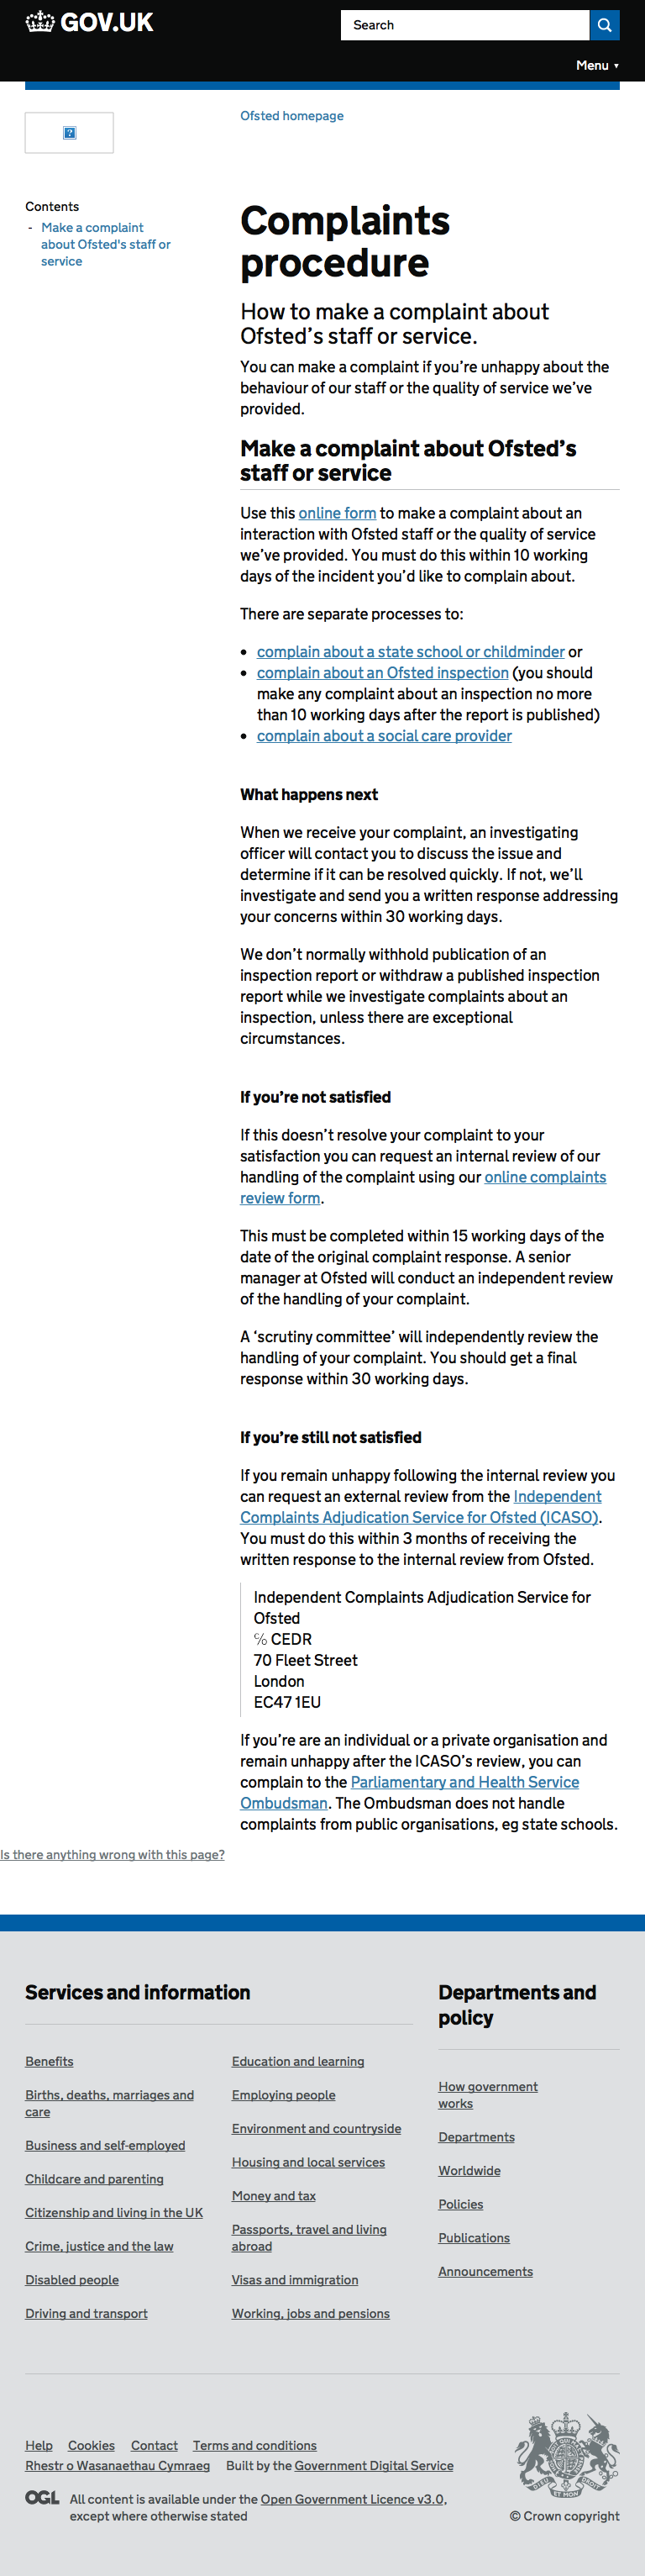 GOV.UK
Search
Menu ▼
Ofsted homepage
Contents
- Make a complaint
about Ofsted's staff or
service
Complaints
procedure
How to make a complaint about
Ofsted’s staff or service.
You can make a complaint if you’re unhappy about the
behaviour of our staff or the quality of service we’ve
provided.
Make a complaint about Ofsted’s
staff or service
Use this online form to make a complaint about an
interaction with Ofsted staff or the quality of service
we’ve provided. You must do this within 10 working
days of the incident you’d like to complain about.
There are separate processes to:
• complain about a state school or childminder or
• complain about an Ofsted inspection (you should
make any complaint about an inspection no more
than 10 working days after the report is published)
• complain about a social care provider
What happens next
When we receive your complaint, an investigating
officer will contact you to discuss the issue and
determine if it can be resolved quickly. If not, we’ll
investigate and send you a written response addressing
your concerns within 30 working days.
We don’t normally withhold publication of an
inspection report or withdraw a published inspection
report while we investigate complaints about an
inspection, unless there are exceptional
circumstances.
If you’re not satisfied
If this doesn’t resolve your complaint to your
satisfaction you can request an internal review of our
handling of the complaint using our online complaints
review form.
This must be completed within 15 working days of the
date of the original complaint response. A senior
manager at Ofsted will conduct an independent review
of the handling of your complaint.
A ‘scrutiny committee’ will independently review the
handling of your complaint. You should get a final
response within 30 working days.
If you’re still not satisfied
If you remain unhappy following the internal review you
can request an external review from the Independent
Complaints Adjudication Service for Ofsted (ICASO).
You must do this within 3 months of receiving the
written response to the internal review from Ofsted.
Independent Complaints Adjudication Service for
Ofsted
℅ CEDR
70 Fleet Street
London
EC47 1EU
If you’re are an individual or a private organisation and
remain unhappy after the ICASO’s review, you can
complain to the Parliamentary and Health Service
Ombudsman. The Ombudsman does not handle
complaints from public organisations, eg state schools.
Is there anything wrong with this page?
Services and information
Benefits
Births, deaths, marriages and
care
Business and self-employed
Childcare and parenting
Citizenship and living in the UK
Crime, justice and the law
Disabled people
Driving and transport
Education and learning
Employing people
Environment and countryside
Housing and local services
Money and tax
Passports, travel and living
abroad
Visas and immigration
Working, jobs and pensions
Departments and
policy
How government
works
Departments
Worldwide
Policies
Publications
Announcements
Help Cookies Contact Terms and conditions
Rhestr o Wasanaethau Cymraeg Built by the Government Digital Service
OGL All content is available under the Open Government Licence v3.0,
except where otherwise stated
© Crown copyright